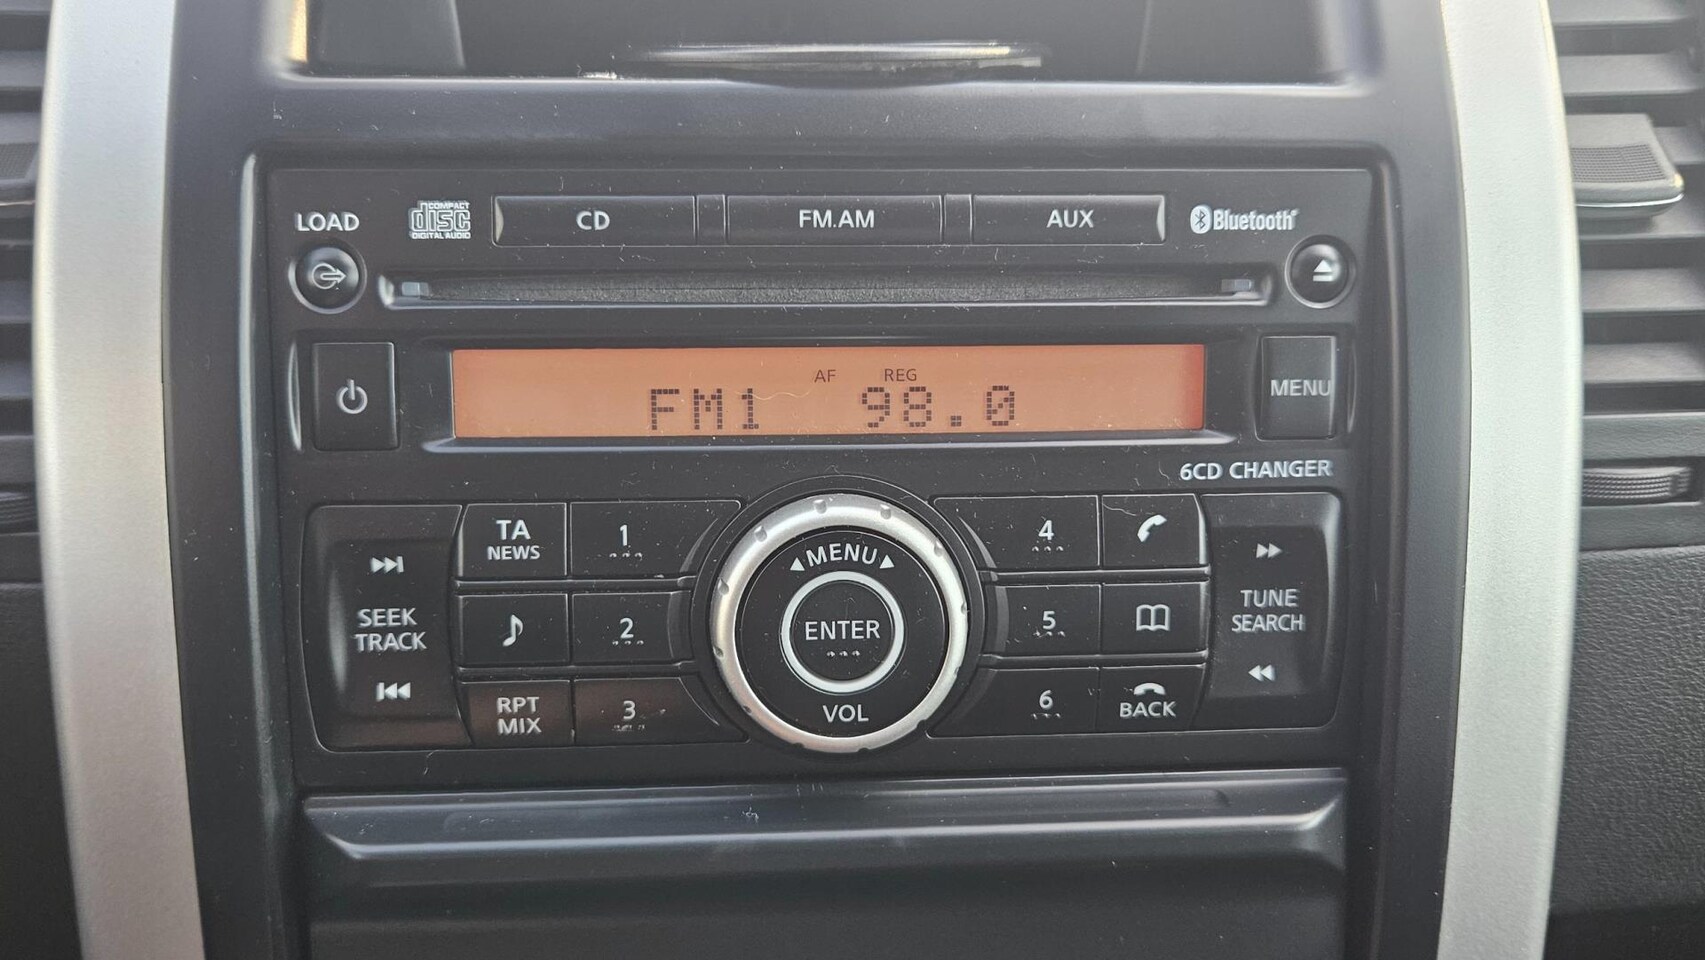 LOAD
COMPACT
disc
DIGITAL AUDIO
CD
FM.AM
AUX
Bluetooth®
AF REG
FM1 98.0
MENU
6CD CHANGER
SEEK
TRACK
TA
NEWS
1
2
RPT
MIX
3
MENU
ENTER
VOL
4
5
6
BACK
TUNE
SEARCH